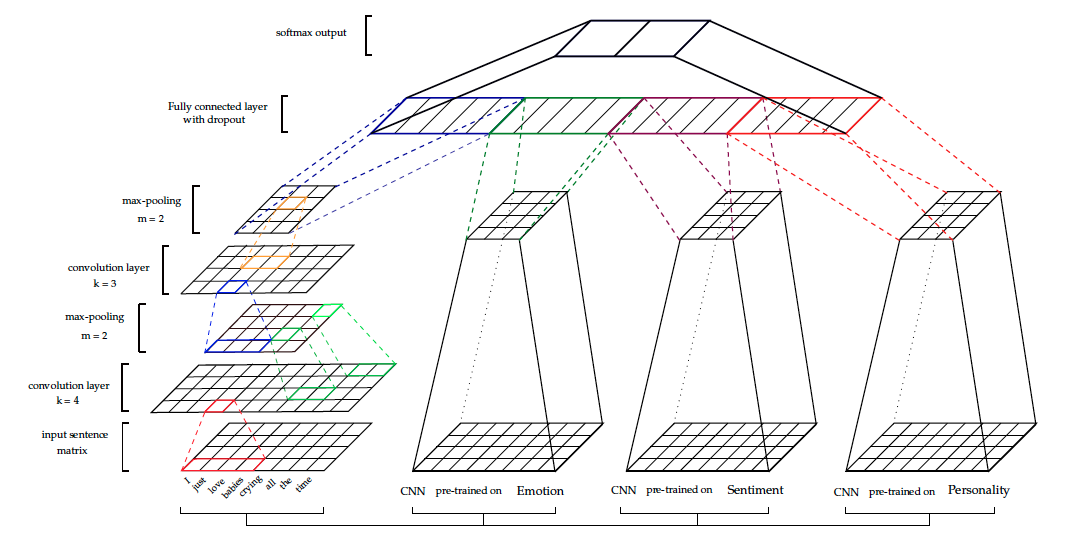 softmax output
Fully connected layer
with dropout
max-pooling
m = 2
convolution layer
k = 3
max-pooling
m = 2
convolution layer
k = 4
input sentence
matrix
I just love babies crying all the time
CNN pre-trained on Emotion
CNN pre-trained on Sentiment
CNN pre-trained on Personality